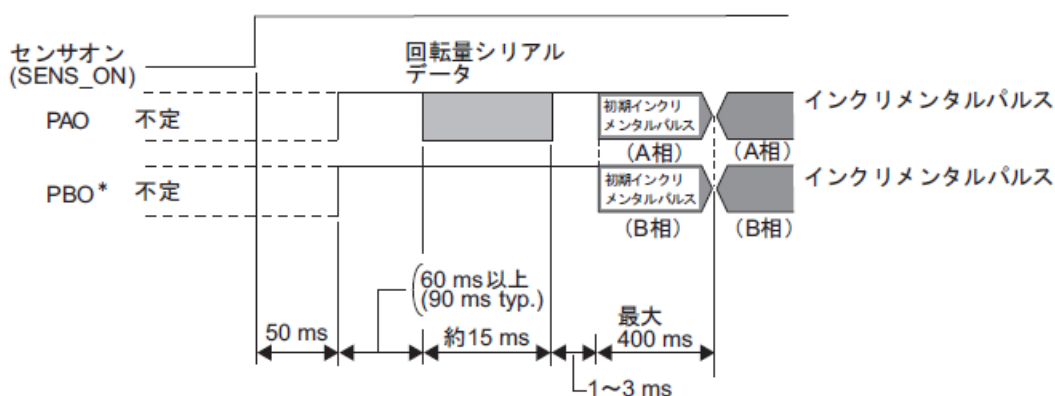 センサオン
(SENS_ON)
回転量シリアル
データ
PAO
不定
初期インクリ
メンタルパルス
インクリメンタルパルス
(A相)
(A相)
PBO*
不定
初期インクリ
メンタルパルス
インクリメンタルパルス
(B相)
(B相)
60 ms以上
(90 ms typ.)
50 ms
約15 ms
最大
400 ms
1～3 ms